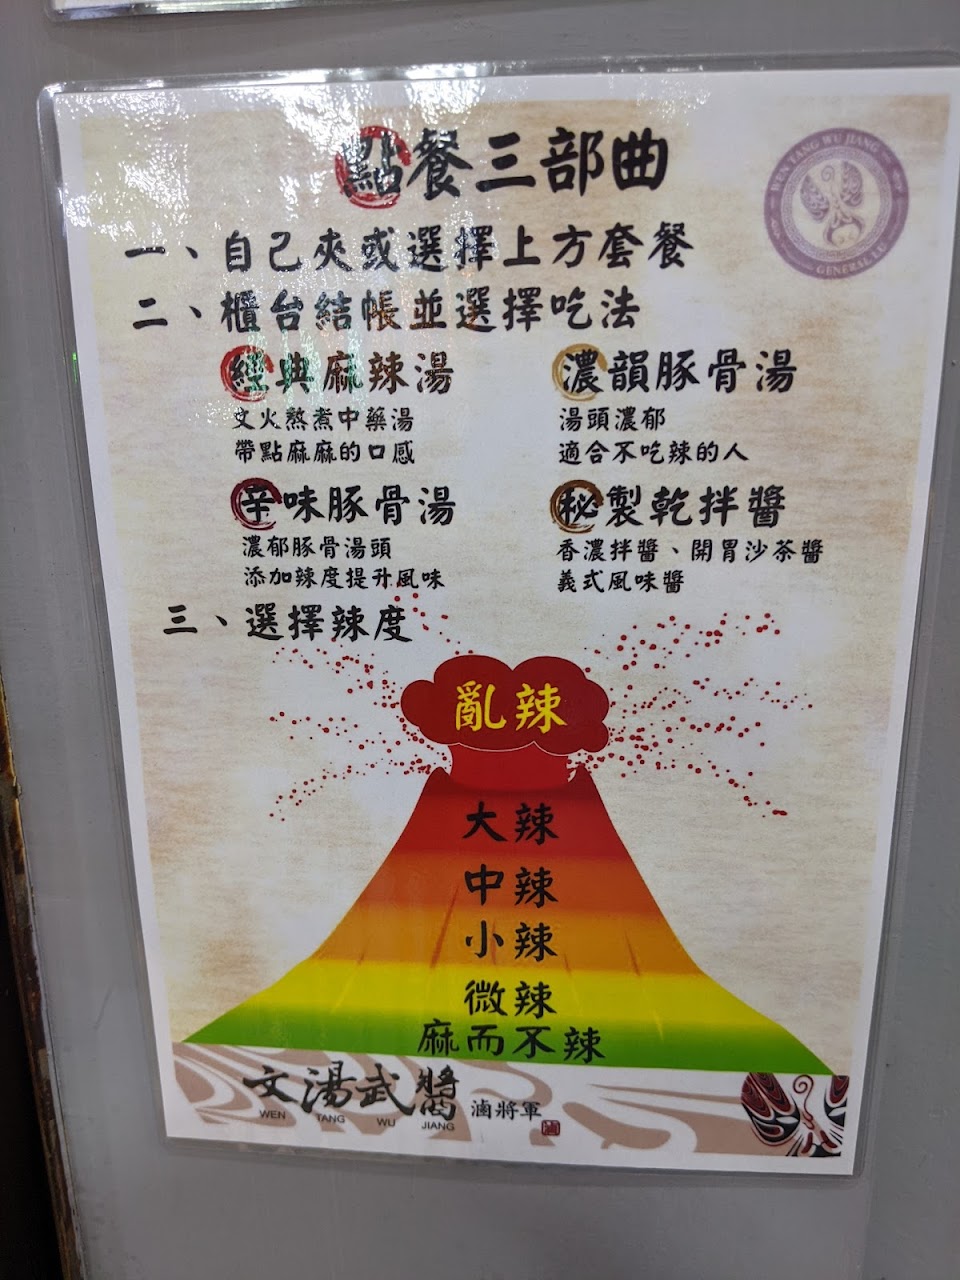 點餐三部曲
WEN TANG WU JIANG
GENERAL LU
一、自己夾或選擇上方套餐
二、櫃台結帳並選擇吃法
經典麻辣湯
文火熬煮中藥湯
帶點麻麻的口感
濃韻豚骨湯
湯頭濃郁
適合不吃辣的人
辛味豚骨湯
濃郁豚骨湯頭
添加辣度提升風味
秘製乾拌醬
香濃拌醬、開胃沙茶醬
義式風味醬
三、選擇辣度
亂辣
大辣
中辣
小辣
微辣
麻而不辣
文湯武醬 滷將軍
WEN TANG WU JIANG